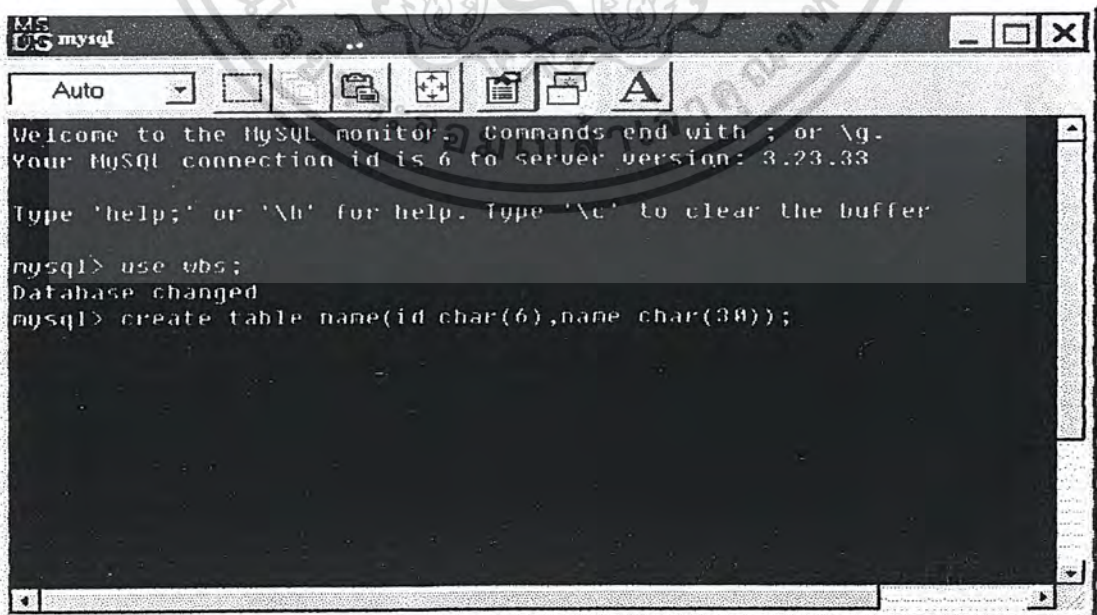 MS DOS mysql
Auto
A
Welcome to the MySQL monitor. Commands end with ; or \g.
Your MySQL connection id is 6 to server version: 3.23.33
Type 'help;' or '\h' for help. Type '\c' to clear the buffer
mysql> use wbs;
Database changed
mysql> create table name(id char(6),name char(30));